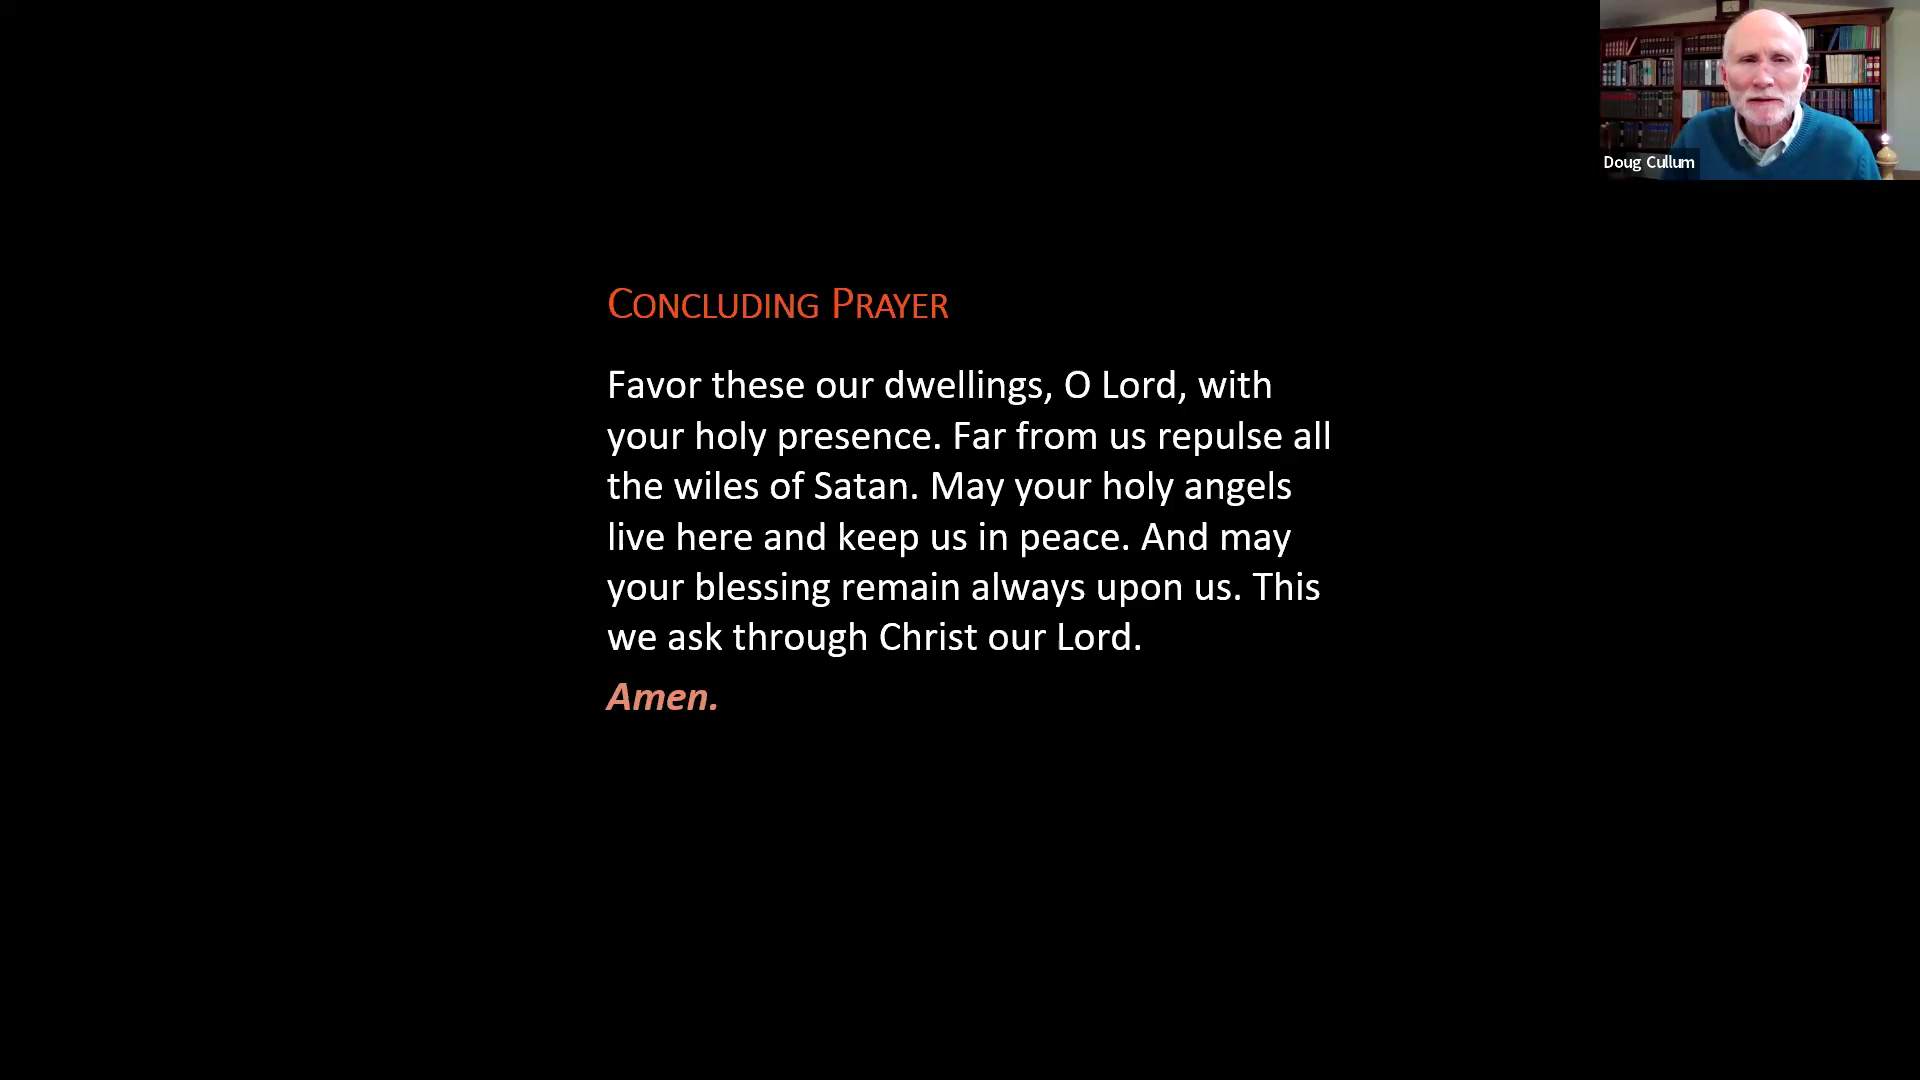 Doug Cullum
CONCLUDING PRAYER
Favor these our dwellings, O Lord, with
your holy presence. Far from us repulse all
the wiles of Satan. May your holy angels
live here and keep us in peace. And may
your blessing remain always upon us. This
we ask through Christ our Lord.
Amen.